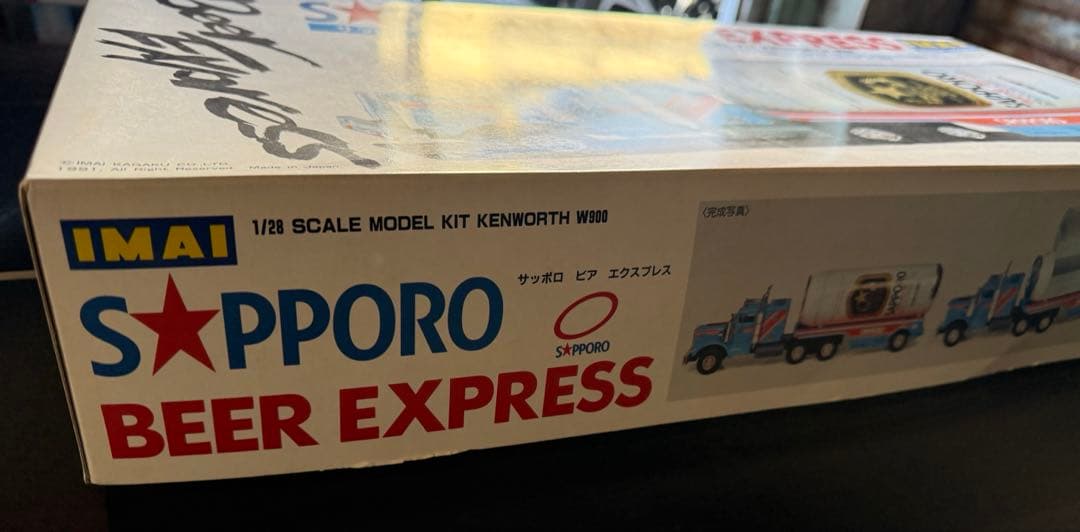 SAPPORO
EXPRESS
© IMAI KAGAKU CO., LTD.
1991, All Right Reserved Made in Japan
IMAI
1/28 SCALE MODEL KIT KENWORTH W900
サッポロ ビア エクスプレス
〈完成写真〉
S★PPORO
S★PPORO
BEER EXPRESS